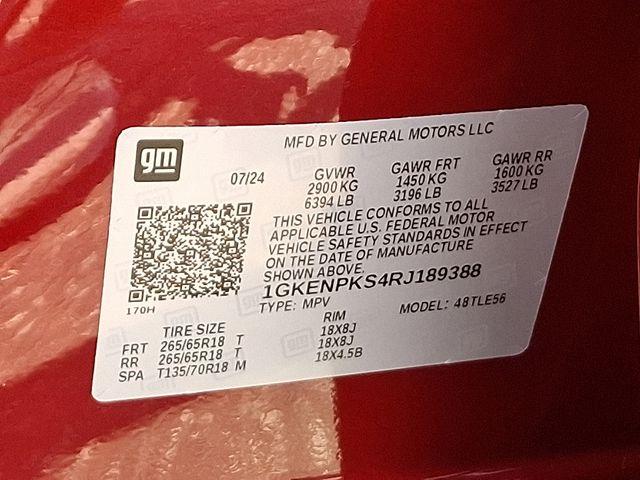 gm
MFD BY GENERAL MOTORS LLC
07/24
GVWR GAWR FRT GAWR RR
2900 KG 1450 KG 1600 KG
6394 LB 3196 LB 3527 LB
THIS VEHICLE CONFORMS TO ALL
APPLICABLE U.S. FEDERAL MOTOR
VEHICLE SAFETY STANDARDS IN EFFECT
ON THE DATE OF MANUFACTURE
SHOWN ABOVE.
1GKENPKS4RJ189388
170H
TYPE: MPV MODEL: 48TLE56
TIRE SIZE RIM
FRT 265/65R18 T 18X8J
RR 265/65R18 T 18X8J
SPA T135/70R18 M 18X4.5B